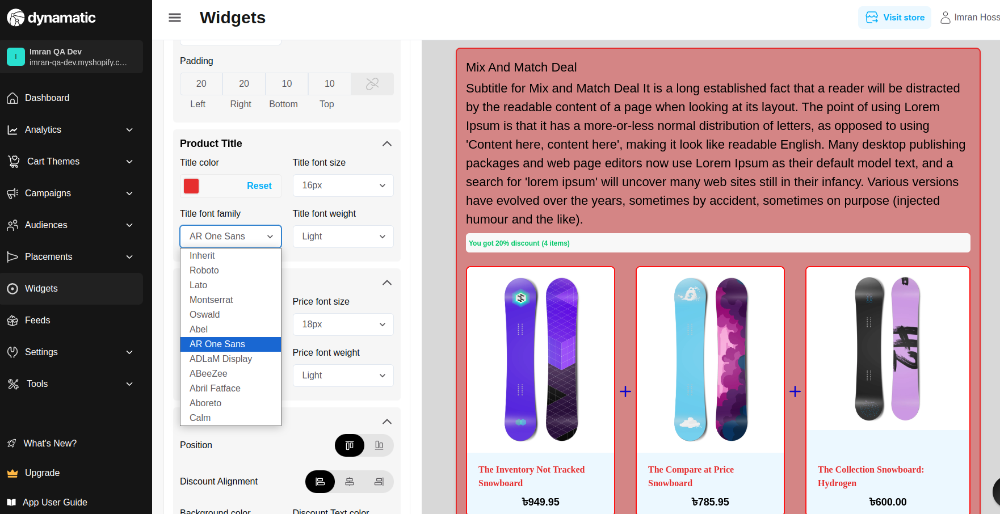 dynamatic
Widgets
Visit store
Imran Hoss
I
Imran QA Dev
imran-qa-dev.myshopify.c...
Dashboard
Analytics
Cart Themes
Campaigns
Audiences
Placements
Widgets
Feeds
Settings
Tools
What's New?
Upgrade
App User Guide
Padding
20 20 10 10
Left Right Bottom Top
Product Title
Title color Title font size
Reset 16px
Title font family Title font weight
AR One Sans Light
Inherit
Roboto
Lato
Montserrat
Oswald
Abel
AR One Sans
ADLaM Display
ABeeZee
Abril Fatface
Aboreto
Calm
Price font size
18px
Price font weight
Light
Position
Discount Alignment
Background color Discount Text color
Mix And Match Deal
Subtitle for Mix and Match Deal It is a long established fact that a reader will be distracted
by the readable content of a page when looking at its layout. The point of using Lorem
Ipsum is that it has a more-or-less normal distribution of letters, as opposed to using
'Content here, content here', making it look like readable English. Many desktop publishing
packages and web page editors now use Lorem Ipsum as their default model text, and a
search for 'lorem ipsum' will uncover many web sites still in their infancy. Various versions
have evolved over the years, sometimes by accident, sometimes on purpose (injected
humour and the like).
You got 20% discount (4 items)
The Inventory Not Tracked
Snowboard
৳949.95
The Compare at Price
Snowboard
৳785.95
The Collection Snowboard:
Hydrogen
৳600.00